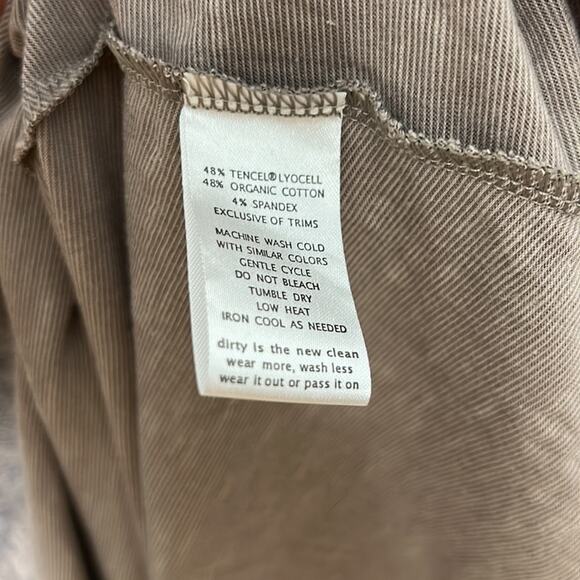 48% TENCEL® LYOCELL
48% ORGANIC COTTON
4% SPANDEX
EXCLUSIVE OF TRIMS
MACHINE WASH COLD
WITH SIMILAR COLORS
GENTLE CYCLE
DO NOT BLEACH
TUMBLE DRY
LOW HEAT
IRON COOL AS NEEDED
dirty is the new clean
wear more, wash less
wear it out or pass it on